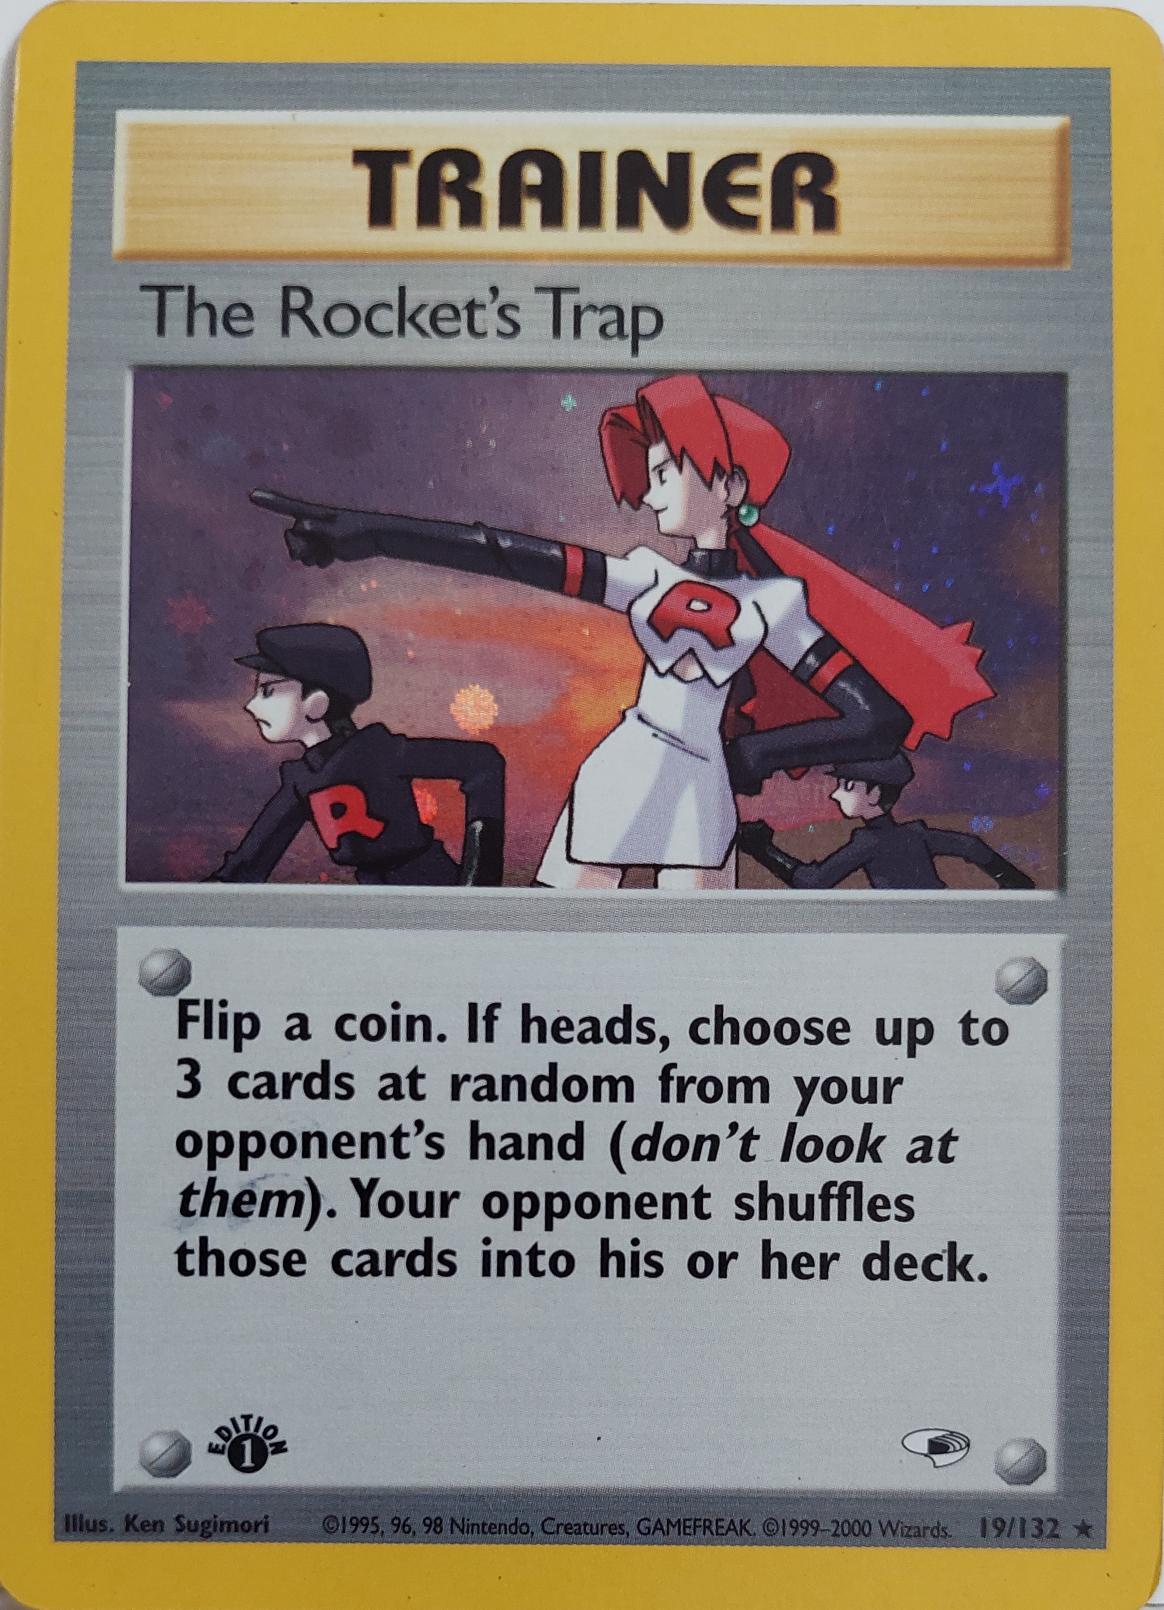 TRAINER
The Rocket's Trap
R
R
Flip a coin. If heads, choose up to
3 cards at random from your
opponent's hand (don't look at
them). Your opponent shuffles
those cards into his or her deck.
EDITION
1
Illus. Ken Sugimori ©1995, 96, 98 Nintendo, Creatures, GAMEFREAK. ©1999–2000 Wizards. 19/132 ★